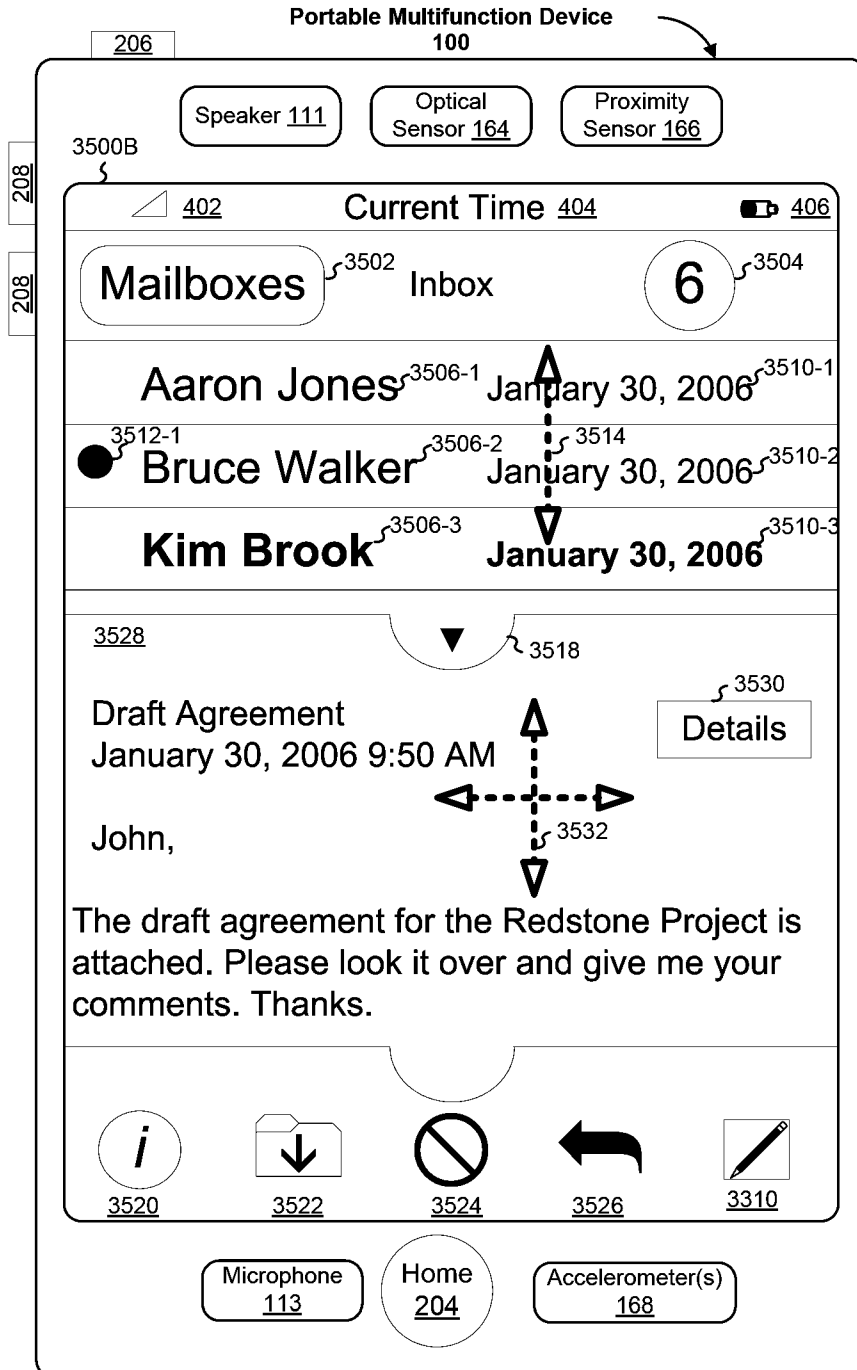 Portable Multifunction Device
100
206
Speaker 111
Optical
Sensor 164
Proximity
Sensor 166
3500B
208
208
402
Current Time 404
406
Mailboxes
3502
Inbox
6
3504
Aaron Jones 3506-1 January 30, 2006 3510-1
3512-1
Bruce Walker 3506-2 January 30, 2006 3510-2
3514
Kim Brook 3506-3 January 30, 2006 3510-3
3528
3518
3530
Draft Agreement
Details
January 30, 2006 9:50 AM
John,
3532
The draft agreement for the Redstone Project is
attached. Please look it over and give me your
comments. Thanks.
i
3520
3522
3524
3526
3310
Microphone
113
Home
204
Accelerometer(s)
168